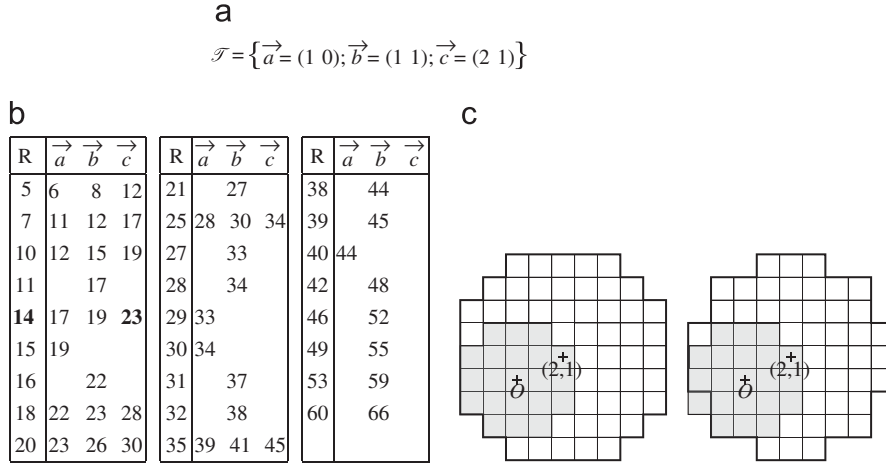 a
𝒯 = {a⃗ = (1 0); b⃗ = (1 1); c⃗ = (2 1)}
b
R a⃗ b⃗ c⃗
5 6 8 12
7 11 12 17
10 12 15 19
11 17
14 17 19 23
15 19
16 22
18 22 23 28
20 23 26 30
R a⃗ b⃗ c⃗
21 27
25 28 30 34
27 33
28 34
29 33
30 34
31 37
32 38
35 39 41 45
R a⃗ b⃗ c⃗
38 44
39 45
40 44
42 48
46 52
49 55
53 59
60 66
c
(2,1)
O
(2,1)
O